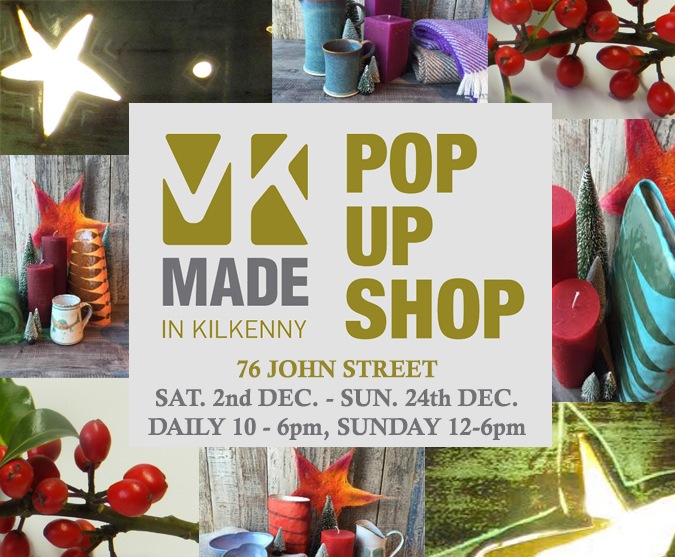 MK
MADE
IN KILKENNY
POP
UP
SHOP
76 JOHN STREET
SAT. 2nd DEC. - SUN. 24th DEC.
DAILY 10 - 6pm, SUNDAY 12-6pm